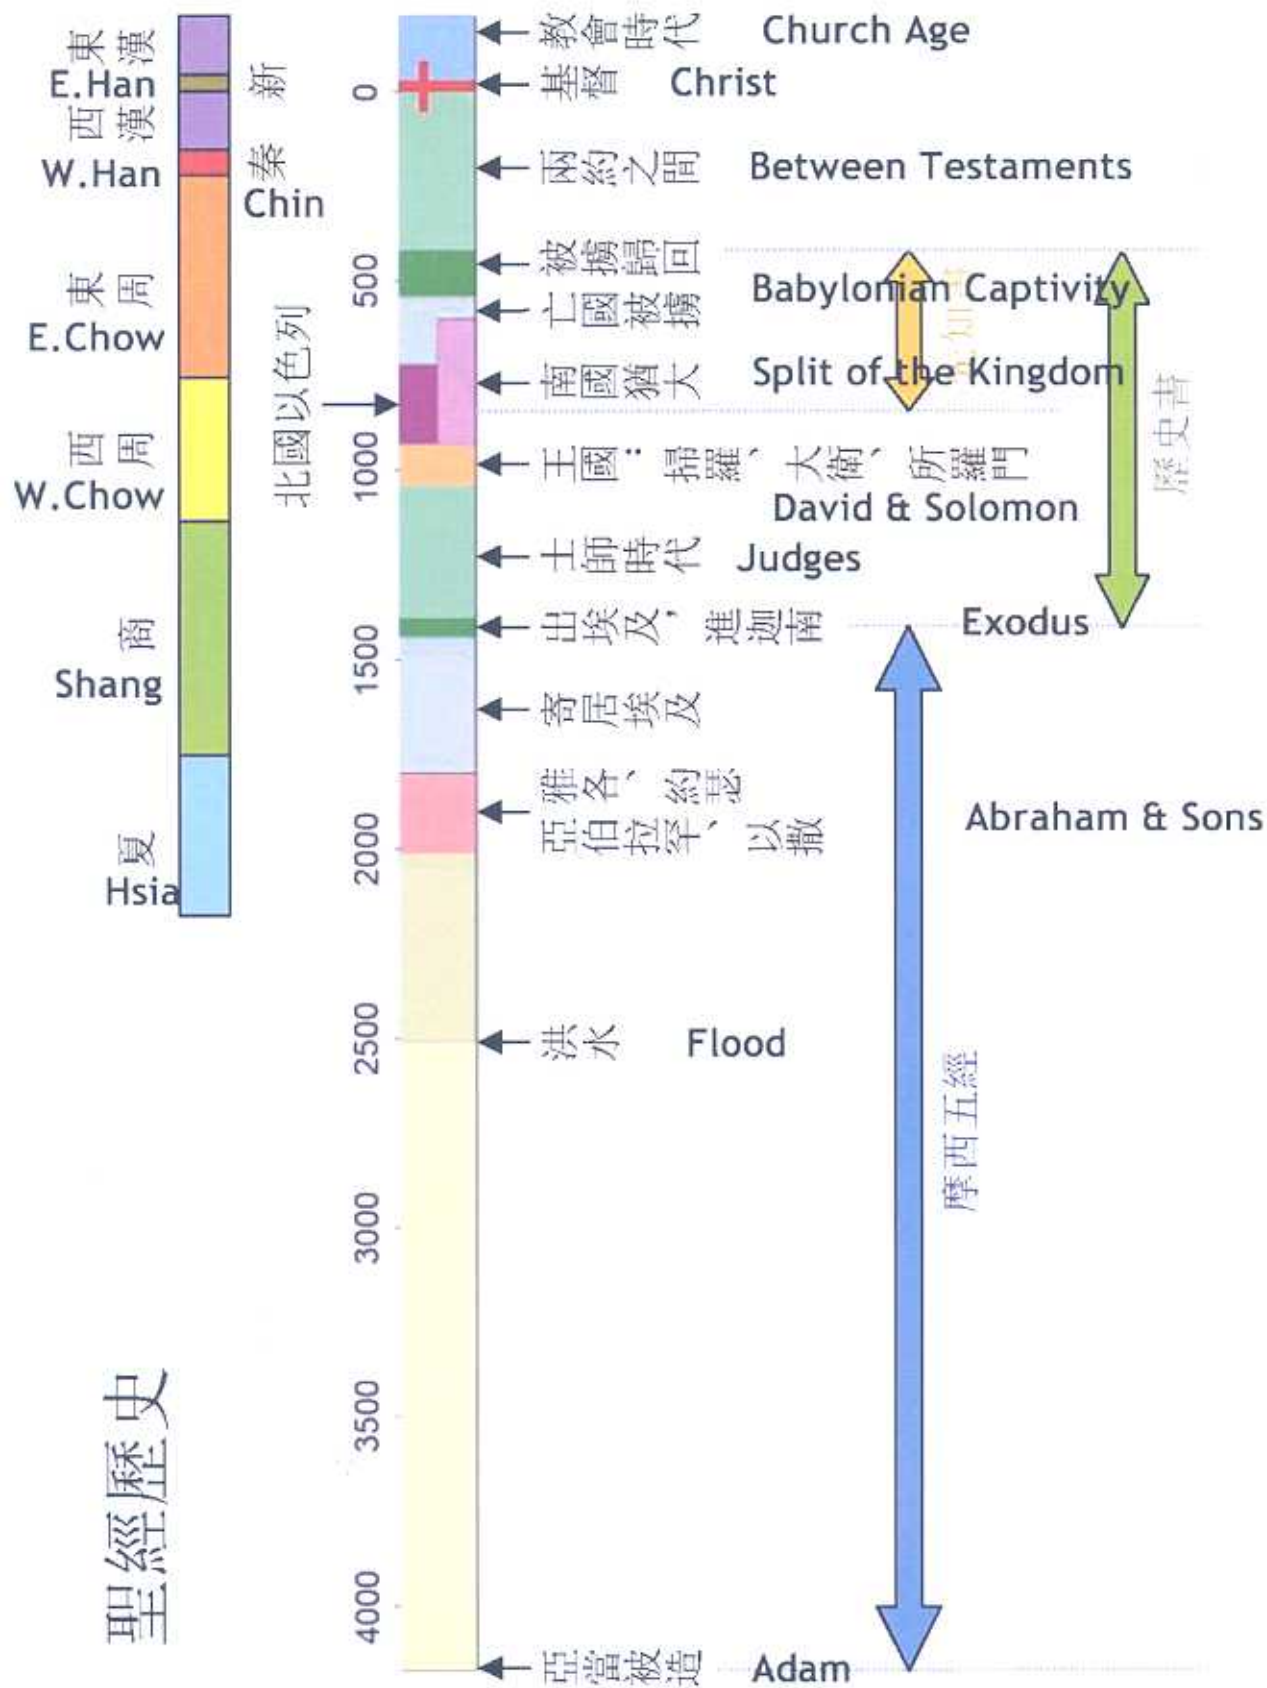 聖經歷史
東漢
E.Han
新
西漢
W.Han
秦
Chin
東周
E.Chow
西周
W.Chow
商
Shang
夏
Hsia
北國以色列
0
500
1000
1500
2000
2500
3000
3500
4000
教會時代 Church Age
基督 Christ
兩約之間 Between Testaments
被擄歸回
Babylonian Captivity
亡國被擄
南國猶大 Split of the Kingdom
王國：掃羅、大衛、所羅門
David & Solomon
士師時代 Judges
出埃及，進迦南 Exodus
寄居埃及
亞伯拉罕、以撒
雅各、約瑟
Abraham & Sons
洪水 Flood
亞當被造 Adam
歷史書
摩西五經